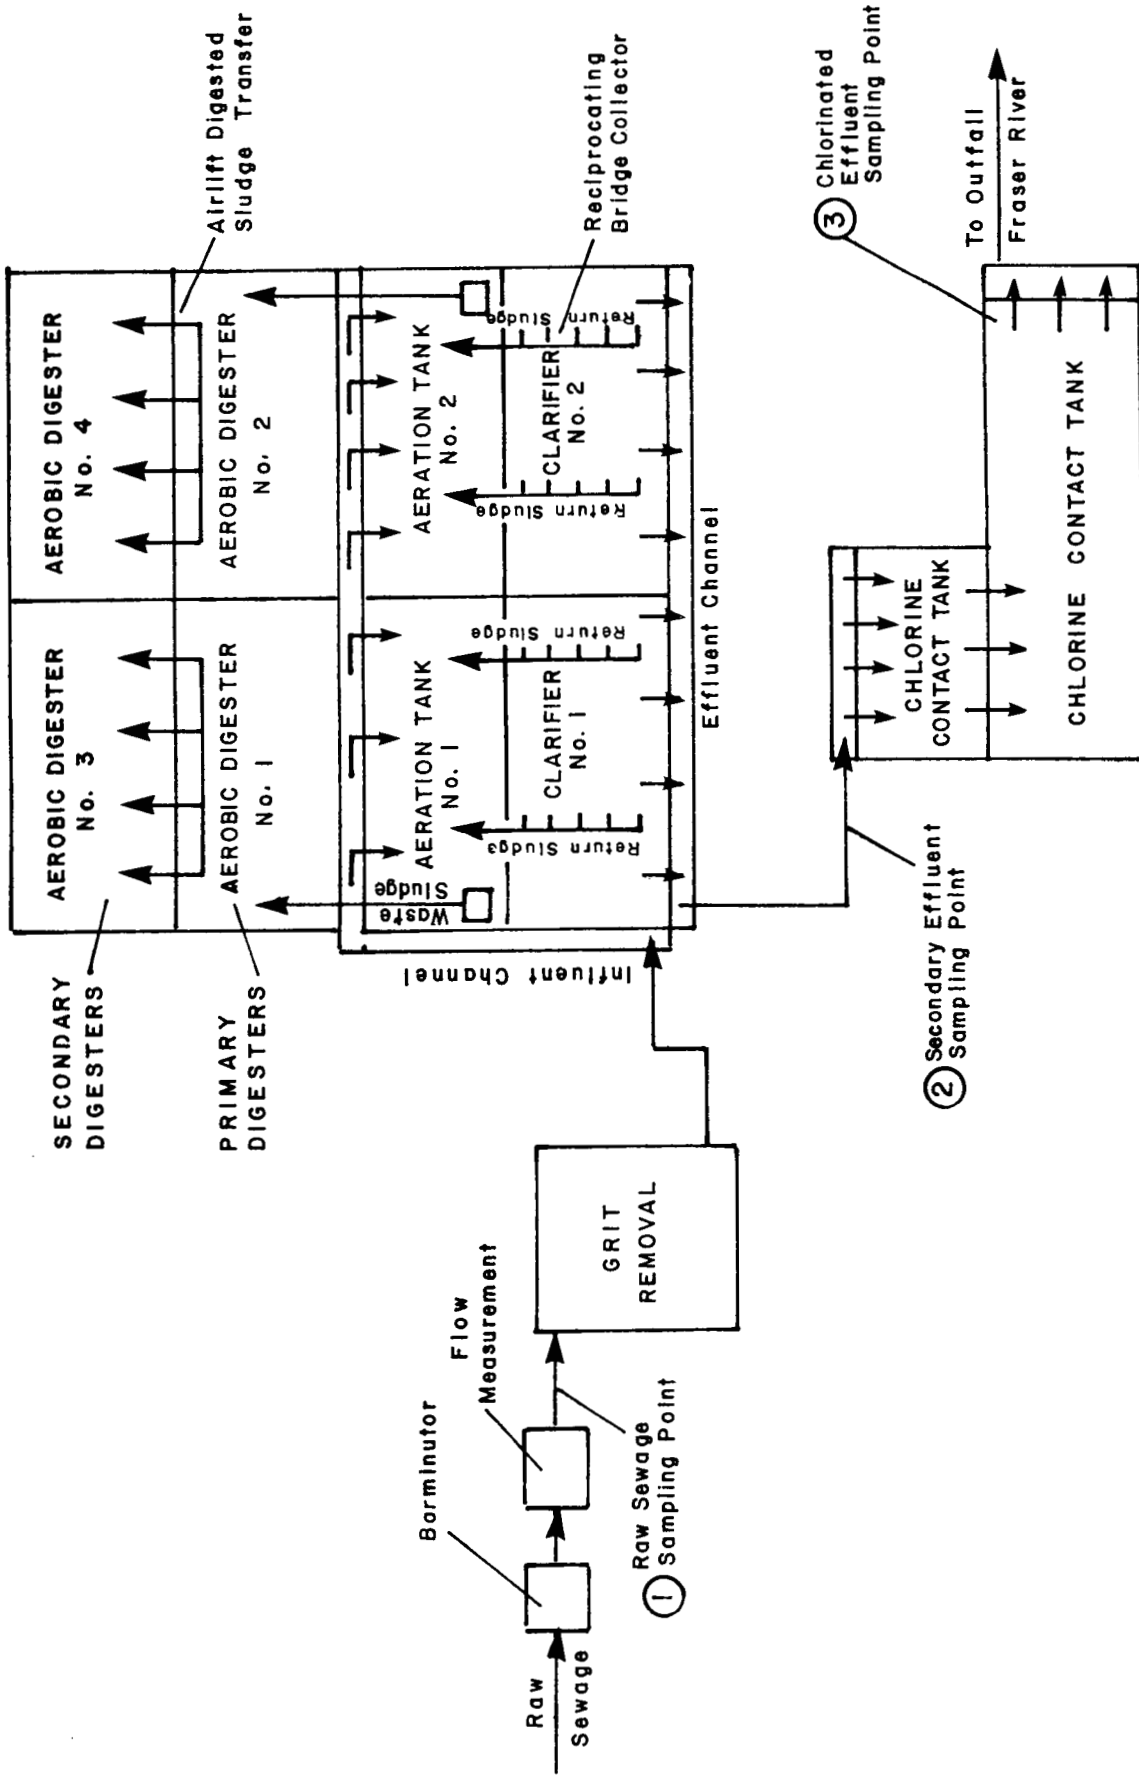 SECONDARY
DIGESTERS
PRIMARY
DIGESTERS
AEROBIC DIGESTER
No. 3
AEROBIC DIGESTER
No. 4
AEROBIC DIGESTER
No. 1
AEROBIC DIGESTER
No. 2
Airlift Digested
Sludge Transfer
Influent Channel
Waste
Sludge
AERATION TANK
No. 1
AERATION TANK
No. 2
Return Sludg3
CLARIFIER
No. 1
Return Sludge
Return Sludge
CLARIFIER
No. 2
Return Sludge
Reciprocating
Bridge Collector
Effluent Channel
Raw
Sewage
Barminutor
Flow
Measurement
1 Raw Sewage
Sampling Point
GRIT
REMOVAL
2 Secondary Effluent
Sampling Point
CHLORINE
CONTACT TANK
CHLORINE CONTACT TANK
3 Chlorinated
Effluent
Sampling Point
To Outfall
Fraser River